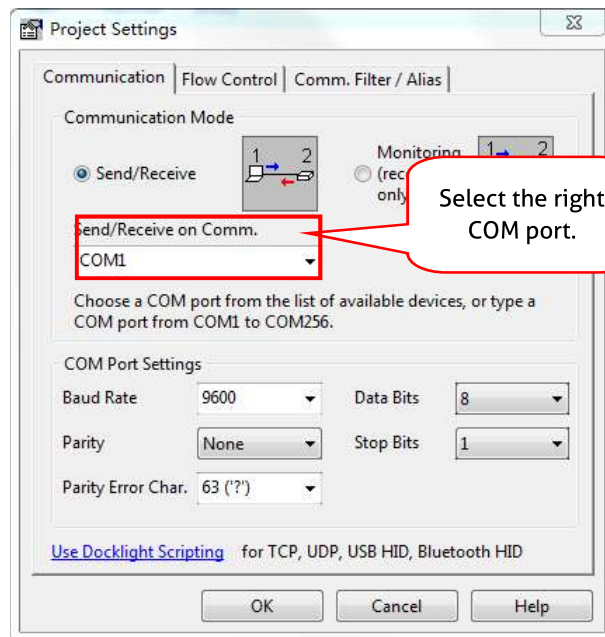 Project Settings
Communication
Flow Control
Comm. Filter / Alias
Communication Mode
Send/Receive
1 2
Monitoring
1 2
only
Select the right
COM port.
Send/Receive on Comm.
COM1
Choose a COM port from the list of available devices, or type a
COM port from COM1 to COM256.
COM Port Settings
Baud Rate 9600 Data Bits 8
Parity None Stop Bits 1
Parity Error Char. 63 ('?')
Use Docklight Scripting for TCP, UDP, USB HID, Bluetooth HID
OK Cancel Help